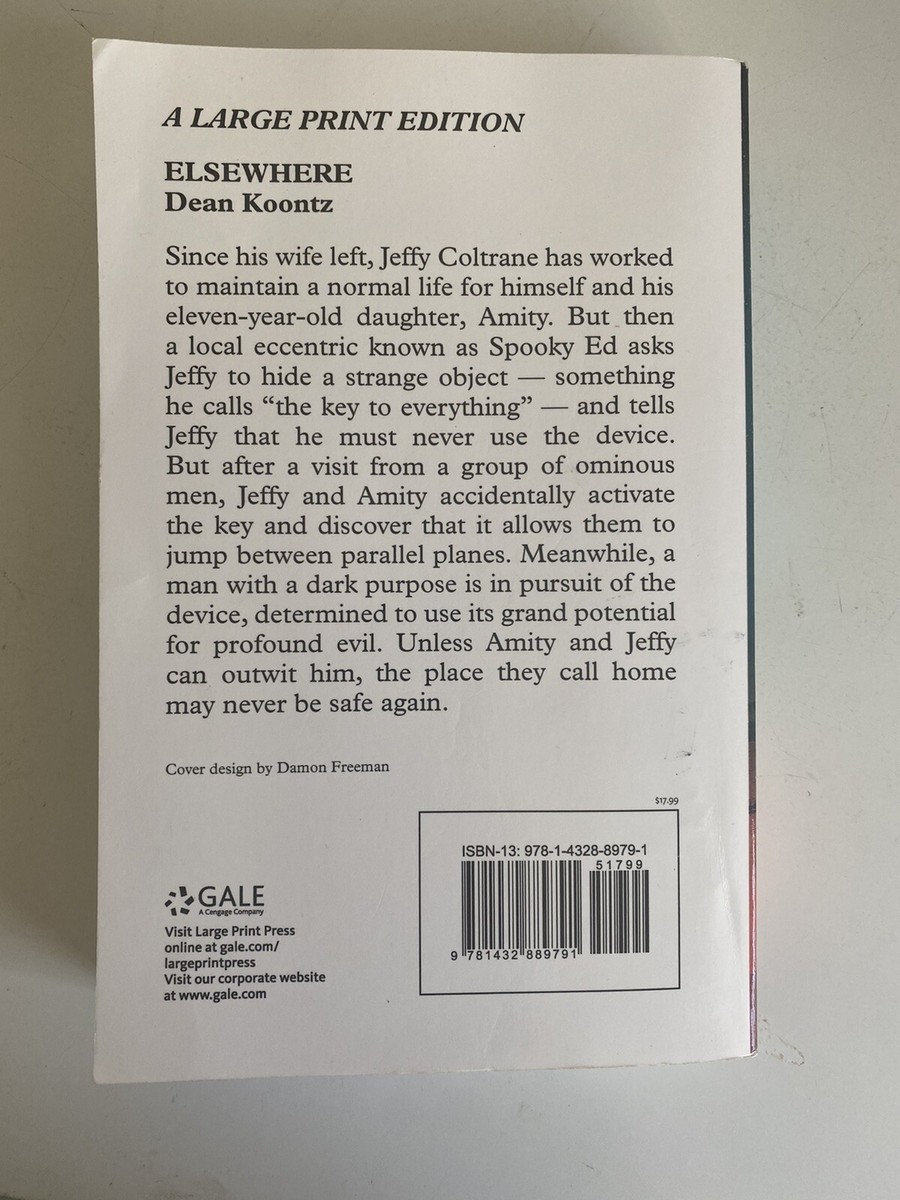 A LARGE PRINT EDITION
ELSEWHERE
Dean Koontz
Since his wife left, Jeffy Coltrane has worked
to maintain a normal life for himself and his
eleven-year-old daughter, Amity. But then
a local eccentric known as Spooky Ed asks
Jeffy to hide a strange object — something
he calls “the key to everything” — and tells
Jeffy that he must never use the device.
But after a visit from a group of ominous
men, Jeffy and Amity accidentally activate
the key and discover that it allows them to
jump between parallel planes. Meanwhile, a
man with a dark purpose is in pursuit of the
device, determined to use its grand potential
for profound evil. Unless Amity and Jeffy
can outwit him, the place they call home
may never be safe again.
Cover design by Damon Freeman
$17.99
ISBN-13: 978-1-4328-8979-1
51799
9 781432 889791
GALE
A Cengage Company
Visit Large Print Press
online at gale.com/
largeprintpress
Visit our corporate website
at www.gale.com